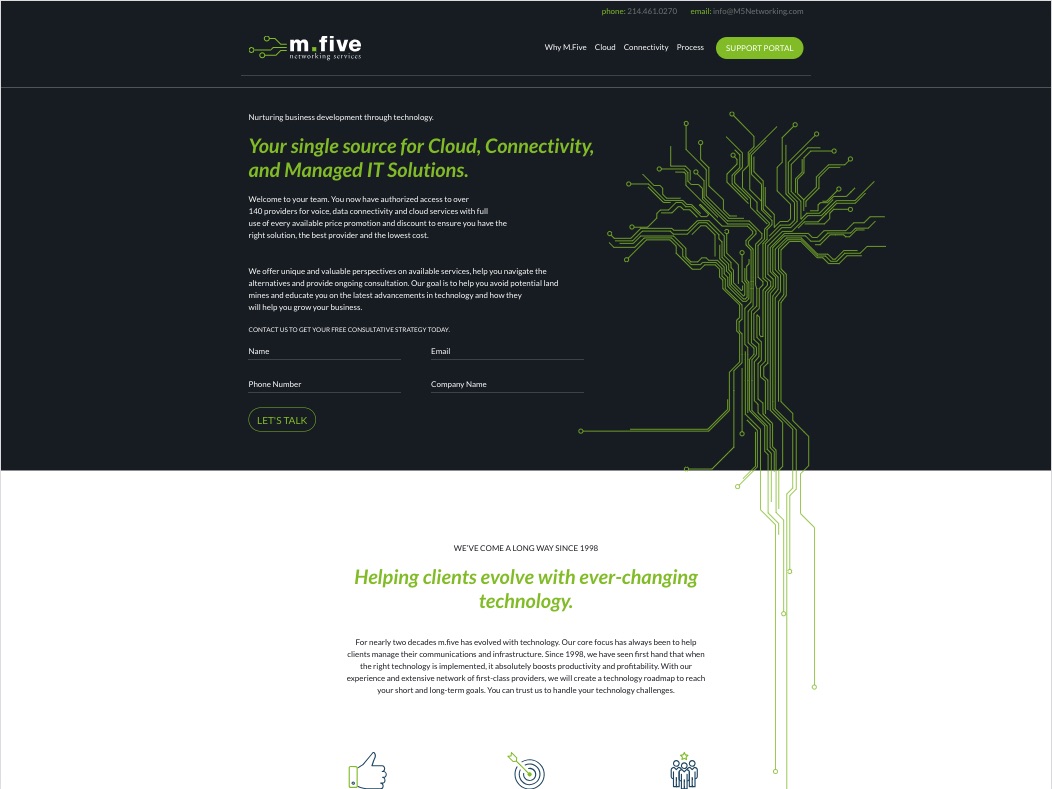 phone: 214.461.0270 email: info@M5Networking.com
m.five
networking services
Why M.Five Cloud Connectivity Process SUPPORT PORTAL
Nurturing business development through technology.
Your single source for Cloud, Connectivity,
and Managed IT Solutions.
Welcome to your team. You now have authorized access to over
140 providers for voice, data connectivity and cloud services with full
use of every available price promotion and discount to ensure you have the
right solution, the best provider and the lowest cost.
We offer unique and valuable perspectives on available services, help you navigate the
alternatives and provide ongoing consultation. Our goal is to help you avoid potential land
mines and educate you on the latest advancements in technology and how they
will help you grow your business.
CONTACT US TO GET YOUR FREE CONSULTATIVE STRATEGY TODAY.
Name Email
Phone Number Company Name
LET'S TALK
WE'VE COME A LONG WAY SINCE 1998
Helping clients evolve with ever-changing
technology.
For nearly two decades m.five has evolved with technology. Our core focus has always been to help
clients manage their communications and infrastructure. Since 1998, we have seen first hand that when
the right technology is implemented, it absolutely boosts productivity and profitability. With our
experience and extensive network of first-class providers, we will create a technology roadmap to reach
your short and long-term goals. You can trust us to handle your technology challenges.